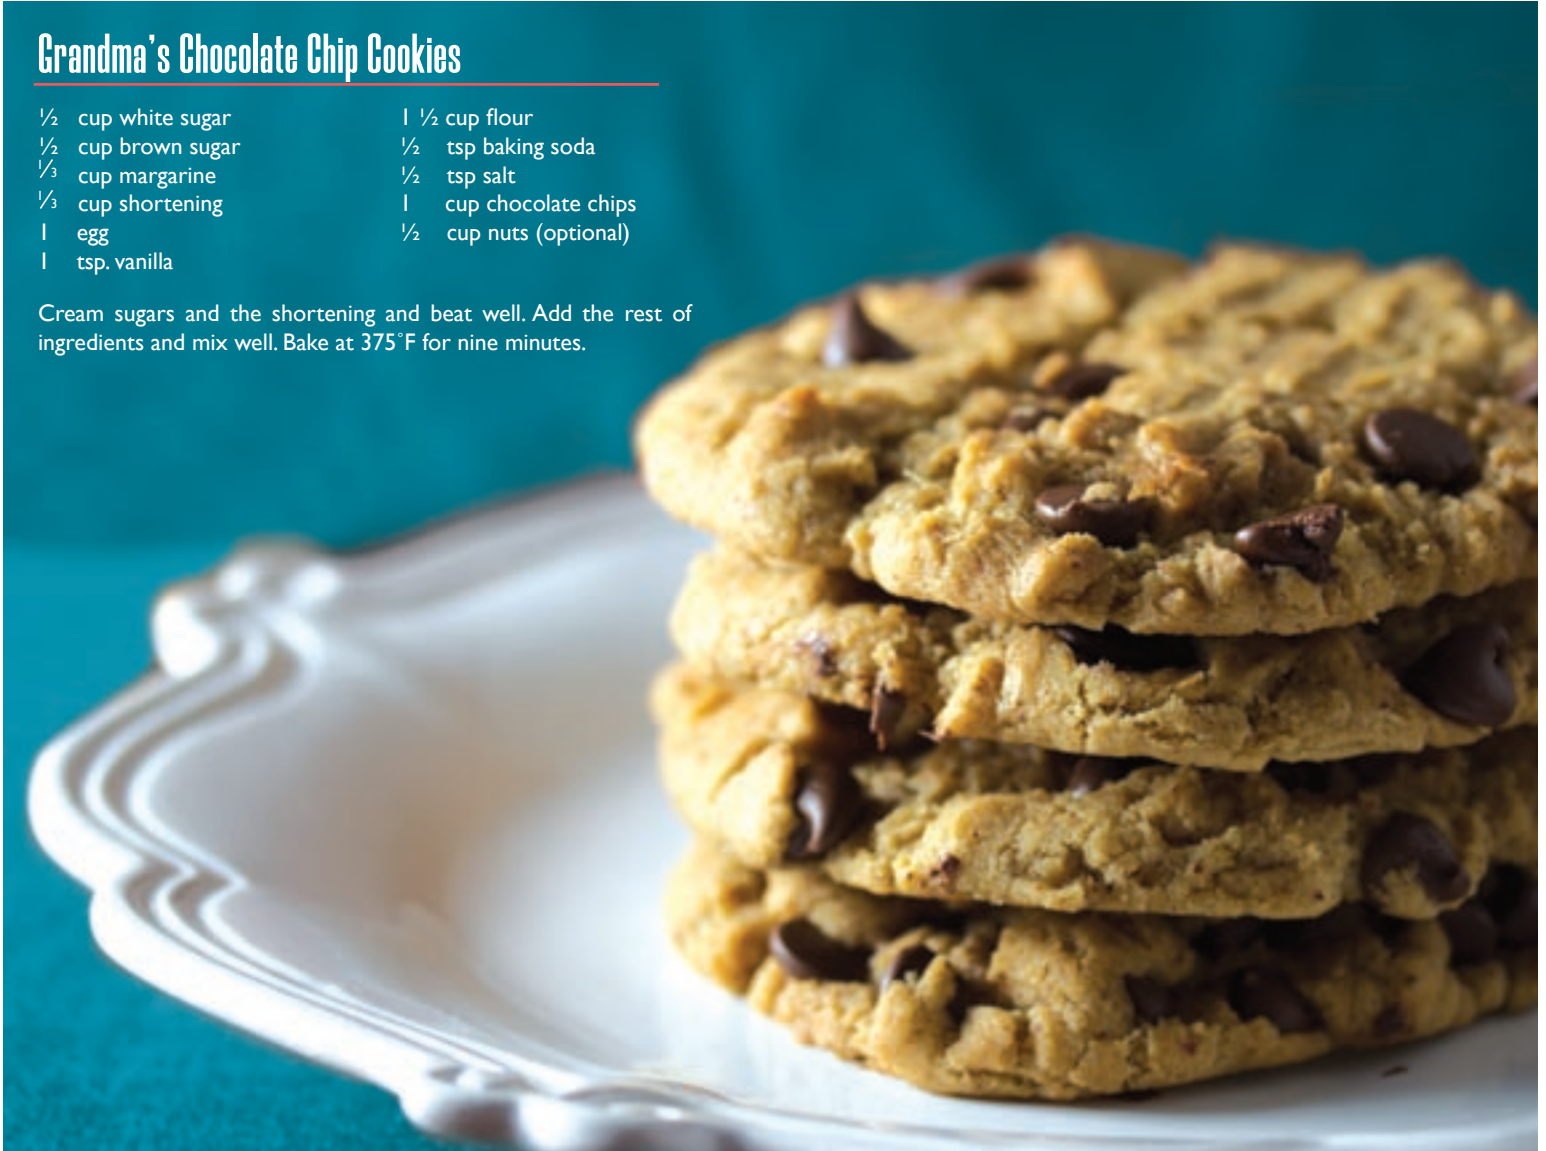 Grandma's Chocolate Chip Cookies
½ cup white sugar
½ cup brown sugar
⅓ cup margarine
⅓ cup shortening
1 egg
1 tsp. vanilla
1 ½ cup flour
½ tsp baking soda
½ tsp salt
1 cup chocolate chips
½ cup nuts (optional)
Cream sugars and the shortening and beat well. Add the rest of
ingredients and mix well. Bake at 375°F for nine minutes.